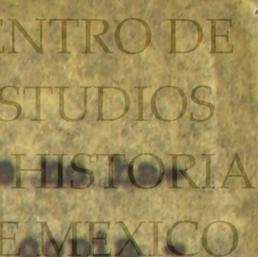 ENTRO DE
STUDIOS
HISTORIA
E MEXICO